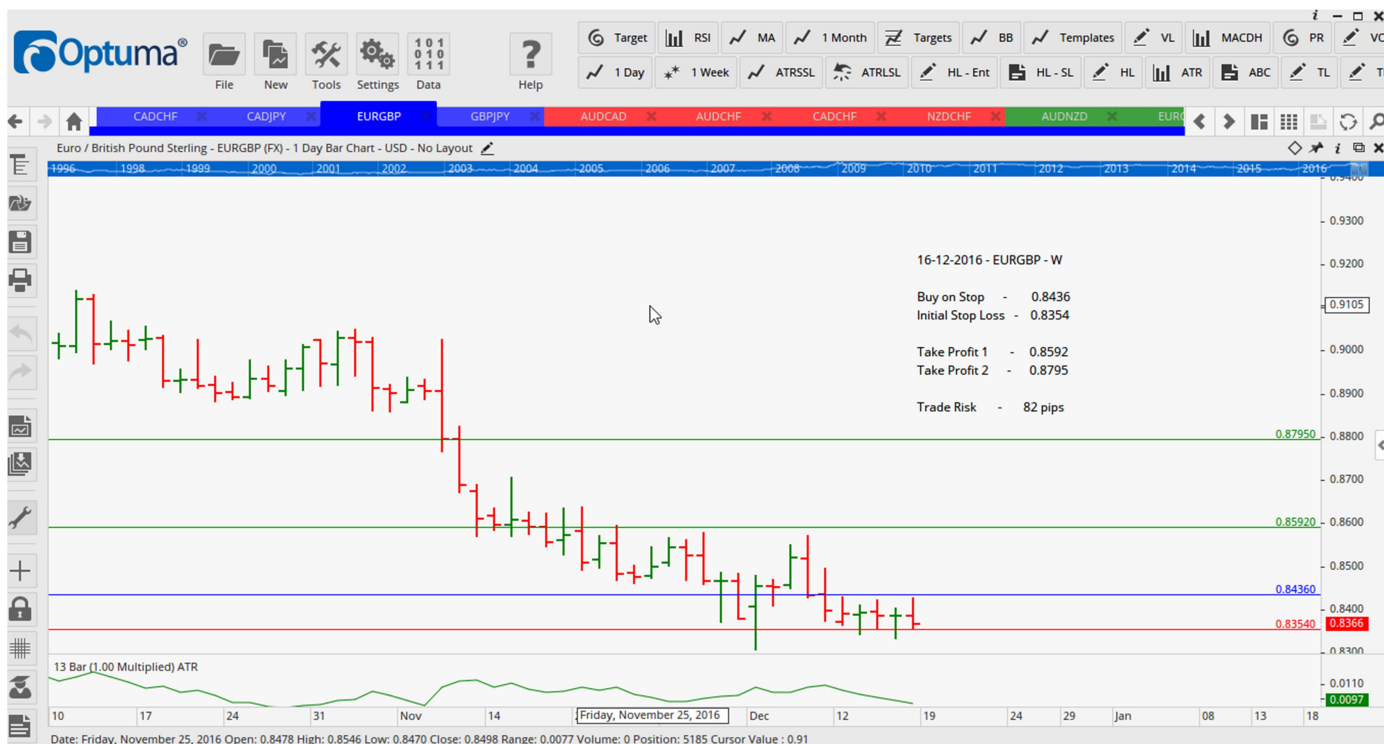 i
Optuma®
101
010
111
?
File New Tools Settings Data Help
Target RSI MA 1 Month Targets BB Templates VL MACDH PR VO
1 Day 1 Week ATRSSL ATRLSL HL - Ent HL - SL HL ATR ABC TL
CADCHF CADJPY EURGBP GBPJPY AUDCAD AUDCHF CADCHF NZDCHF AUDNZD
Euro / British Pound Sterling - EURGBP (FX) - 1 Day Bar Chart - USD - No Layout
1996 1998 1999 2000 2001 2002 2003 2004 2005 2006 2007 2008 2009 2010 2011 2012 2013 2014 2015 2016
0.9400
0.9300
16-12-2016 - EURGBP - W
0.9200
Buy on Stop - 0.8436
0.9105
Initial Stop Loss - 0.8354
Take Profit 1 - 0.8592
0.9000
Take Profit 2 - 0.8795
0.8900
Trade Risk - 82 pips
0.87950
0.8800
0.8700
0.85920
0.8600
0.8500
0.84360
0.8400
0.83540
0.8366
0.8300
13 Bar (1.00 Multiplied) ATR
0.0110
0.0097
10 17 24 31 Nov 14 Friday, November 25, 2016 Dec 12 19 24 29 Jan 08 13 18
Date: Friday, November 25, 2016 Open: 0.8478 High: 0.8546 Low: 0.8470 Close: 0.8498 Range: 0.0077 Volume: 0 Position: 5185 Cursor Value : 0.91